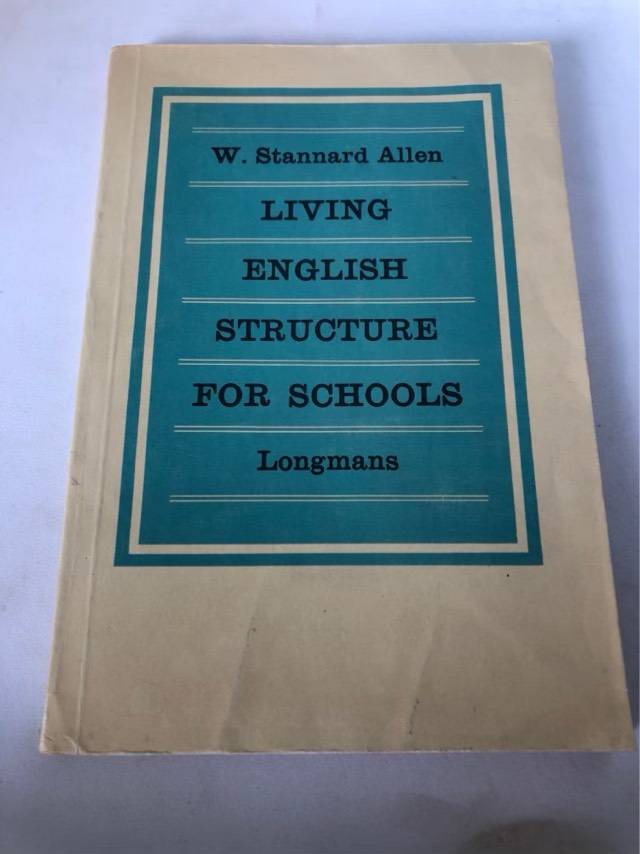 W. Stannard Allen
LIVING
ENGLISH
STRUCTURE
FOR SCHOOLS
Longmans